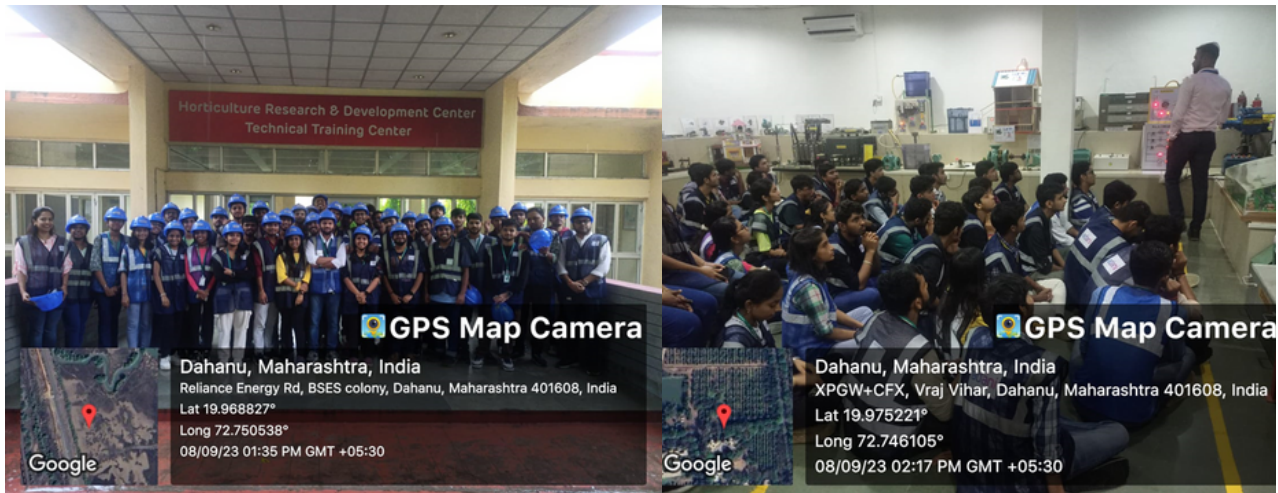 Horticulture Research & Development Center
Technical Training Center
GPS Map Camera
Dahanu, Maharashtra, India
Reliance Energy Rd, BSES colony, Dahanu, Maharashtra 401608, India
Lat 19.968827°
Long 72.750538°
08/09/23 01:35 PM GMT +05:30
Google
GPS Map Camera
Dahanu, Maharashtra, India
XPGW+CFX, Vraj Vihar, Dahanu, Maharashtra 401608, India
Lat 19.975221°
Long 72.746105°
08/09/23 02:17 PM GMT +05:30
Google